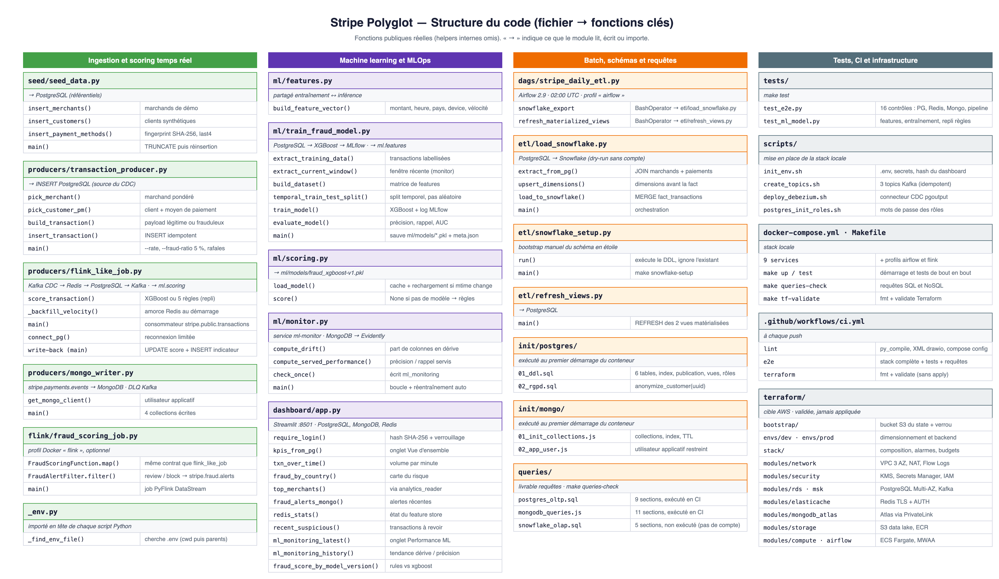 Stripe Polyglot — Structure du code (fichier → fonctions clés)
Fonctions publiques réelles (helpers internes omis). « → » indique ce que le module lit, écrit ou importe.
Ingestion et scoring temps réel
seed/seed_data.py
→ PostgreSQL (référentiels)
insert_merchants() marchands de démo
insert_customers() clients synthétiques
insert_payment_methods() fingerprint SHA-256, last4
main() TRUNCATE puis réinsertion
producers/transaction_producer.py
→ INSERT PostgreSQL (source du CDC)
pick_merchant() marchand pondéré
pick_customer_pm() client + moyen de paiement
build_transaction() payload légitime ou frauduleux
insert_transaction() INSERT idempotent
main() --rate, --fraud-ratio 5 %, rafales
producers/flink_like_job.py
Kafka CDC → Redis → PostgreSQL → Kafka · → ml.scoring
score_transaction() XGBoost ou 5 règles (repli)
_backfill_velocity() amorce Redis au démarrage
main() consommateur stripe.public.transactions
connect_pg() reconnexion limitée
write-back (main) UPDATE score + INSERT indicateur
producers/mongo_writer.py
stripe.payments.events → MongoDB · DLQ Kafka
get_mongo_client() utilisateur applicatif
main() 4 collections écrites
flink/fraud_scoring_job.py
profil Docker « flink », optionnel
FraudScoringFunction.map() même contrat que flink_like_job
FraudAlertFilter.filter() review / block → stripe.fraud.alerts
main() job PyFlink DataStream
_env.py
importé en tête de chaque script Python
_find_env_file() cherche .env (cwd puis parents)
Machine learning et MLOps
ml/features.py
partagé entraînement ↔ inférence
build_feature_vector() montant, heure, pays, device, vélocité
ml/train_fraud_model.py
PostgreSQL → XGBoost → MLflow · → ml.features
extract_training_data() transactions labellisées
extract_current_window() fenêtre récente (monitor)
build_dataset() matrice de features
temporal_train_test_split() split temporel, pas aléatoire
train_model() XGBoost + log MLflow
evaluate_model() précision, rappel, AUC
main() sauve ml/models/*.pkl + meta.json
ml/scoring.py
→ ml/models/fraud_xgboost-v1.pkl
load_model() cache + rechargement si mtime change
score() None si pas de modèle → règles
ml/monitor.py
service ml-monitor · MongoDB → Evidently
compute_drift() part de colonnes en dérive
compute_served_performance() précision / rappel servis
check_once() écrit ml_monitoring
main() boucle + réentraînement auto
dashboard/app.py
Streamlit :8501 · PostgreSQL, MongoDB, Redis
require_login() hash SHA-256 + verrouillage
kpis_from_pg() onglet Vue d'ensemble
txn_over_time() volume par minute
fraud_by_country() carte du risque
top_merchants() via analytics_reader
fraud_alerts_mongo() alertes récentes
redis_stats() état du feature store
recent_suspicious() transactions à revoir
ml_monitoring_latest() onglet Performance ML
ml_monitoring_history() tendance dérive / précision
fraud_score_by_model_version() rules vs xgboost
Batch, schémas et requêtes
dags/stripe_daily_etl.py
Airflow 2.9 · 02:00 UTC · profil « airflow »
snowflake_export BashOperator → etl/load_snowflake.py
refresh_materialized_views BashOperator → etl/refresh_views.py
etl/load_snowflake.py
PostgreSQL → Snowflake (dry-run sans compte)
extract_from_pg() JOIN marchands + paiements
upsert_dimensions() dimensions avant la fact
load_to_snowflake() MERGE fact_transactions
main() orchestration
etl/snowflake_setup.py
bootstrap manuel du schéma en étoile
run() exécute le DDL, ignore l'existant
main() make snowflake-setup
etl/refresh_views.py
→ PostgreSQL
main() REFRESH des 2 vues matérialisées
init/postgres/
exécuté au premier démarrage du conteneur
01_ddl.sql 6 tables, index, publication, vues, rôles
02_rgpd.sql anonymize_customer(uuid)
init/mongo/
exécuté au premier démarrage du conteneur
01_init_collections.js collections, index, TTL
02_app_user.js utilisateur applicatif restreint
queries/
livrable requêtes · make queries-check
postgres_oltp.sql 9 sections, exécuté en CI
mongodb_queries.js 11 sections, exécuté en CI
snowflake_olap.sql 5 sections, non exécuté (pas de compte)
Tests, CI et infrastructure
tests/
make test
test_e2e.py 16 contrôles : PG, Redis, Mongo, pipeline
test_ml_model.py features, entraînement, repli règles
scripts/
mise en place de la stack locale
init_env.sh .env, secrets, hash du dashboard
create_topics.sh 3 topics Kafka (idempotent)
deploy_debezium.sh connecteur CDC pgoutput
postgres_init_roles.sh mots de passe des rôles
docker-compose.yml · Makefile
stack locale
9 services + profils airflow et flink
make up / test démarrage et tests de bout en bout
make queries-check requêtes SQL et NoSQL
make tf-validate fmt + validate Terraform
.github/workflows/ci.yml
à chaque push
lint py_compile, XML drawio, compose config
e2e stack complète + tests + requêtes
terraform fmt + validate (sans apply)
terraform/
cible AWS · validée, jamais appliquée
bootstrap/ bucket S3 du state + verrou
envs/dev · envs/prod dimensionnement et backend
stack/ composition, alarmes, budgets
modules/network VPC 3 AZ, NAT, Flow Logs
modules/security KMS, Secrets Manager, IAM
modules/rds · msk PostgreSQL Multi-AZ, Kafka
modules/elasticache Redis TLS + AUTH
modules/mongodb_atlas Atlas via PrivateLink
modules/storage S3 data lake, ECR
modules/compute · airflow ECS Fargate, MWAA